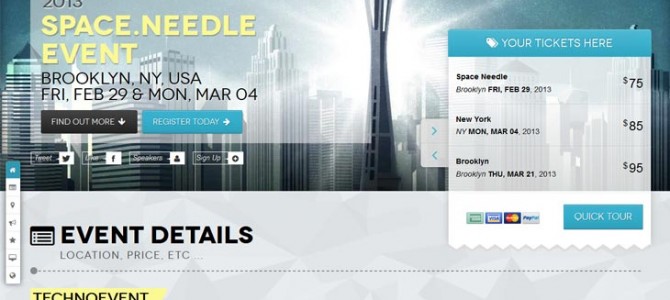 2013
SPACE.NEEDLE
EVENT
BROOKLYN, NY, USA
FRI, FEB 29 & MON, MAR 04
FIND OUT MORE
REGISTER TODAY
Tweet
Like
Speakers
Sign Up
YOUR TICKETS HERE
Space Needle
Brooklyn FRI, FEB 29, 2013
$75
New York
NY MON, MAR 04, 2013
$85
Brooklyn
Brooklyn THU, MAR 21, 2013
$95
VISA
MasterCard
PayPal
QUICK TOUR
EVENT DETAILS
LOCATION, PRICE, ETC ...
TECHNOEVENT